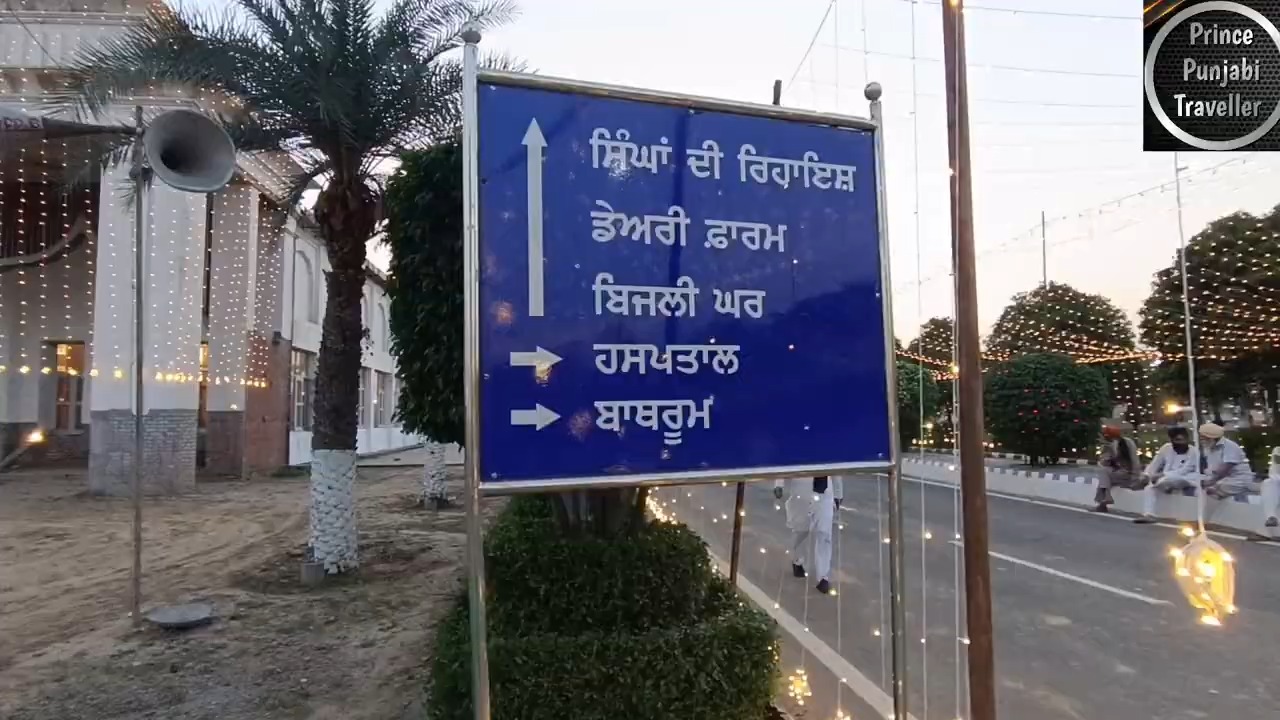 Prince
Punjabi
Traveller
ਸ਼ਿੰਘਾਂ ਦੀ ਰਿਹਾਇਸ਼
ਡੇਅਰੀ ਫ਼ਾਰਮ
ਬਿਜਲੀ ਘਰ
ਹਸਪਤਾਲ
ਬਾਥਰੂਮ